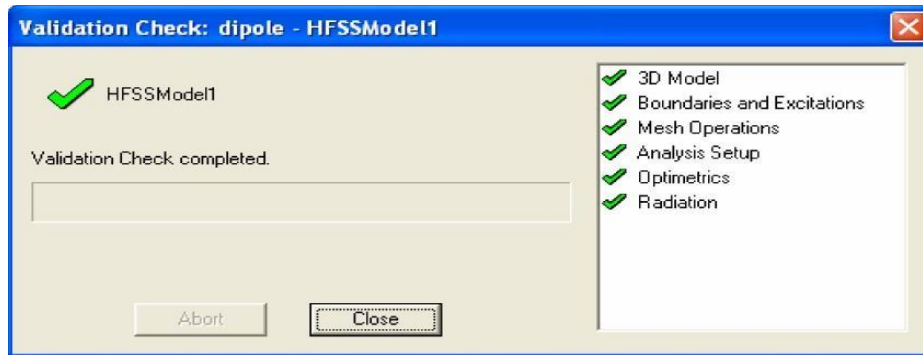 Validation Check: dipole - HFSSModel1
HFSSModel1
Validation Check completed.
Abort
Close
3D Model
Boundaries and Excitations
Mesh Operations
Analysis Setup
Optimetrics
Radiation